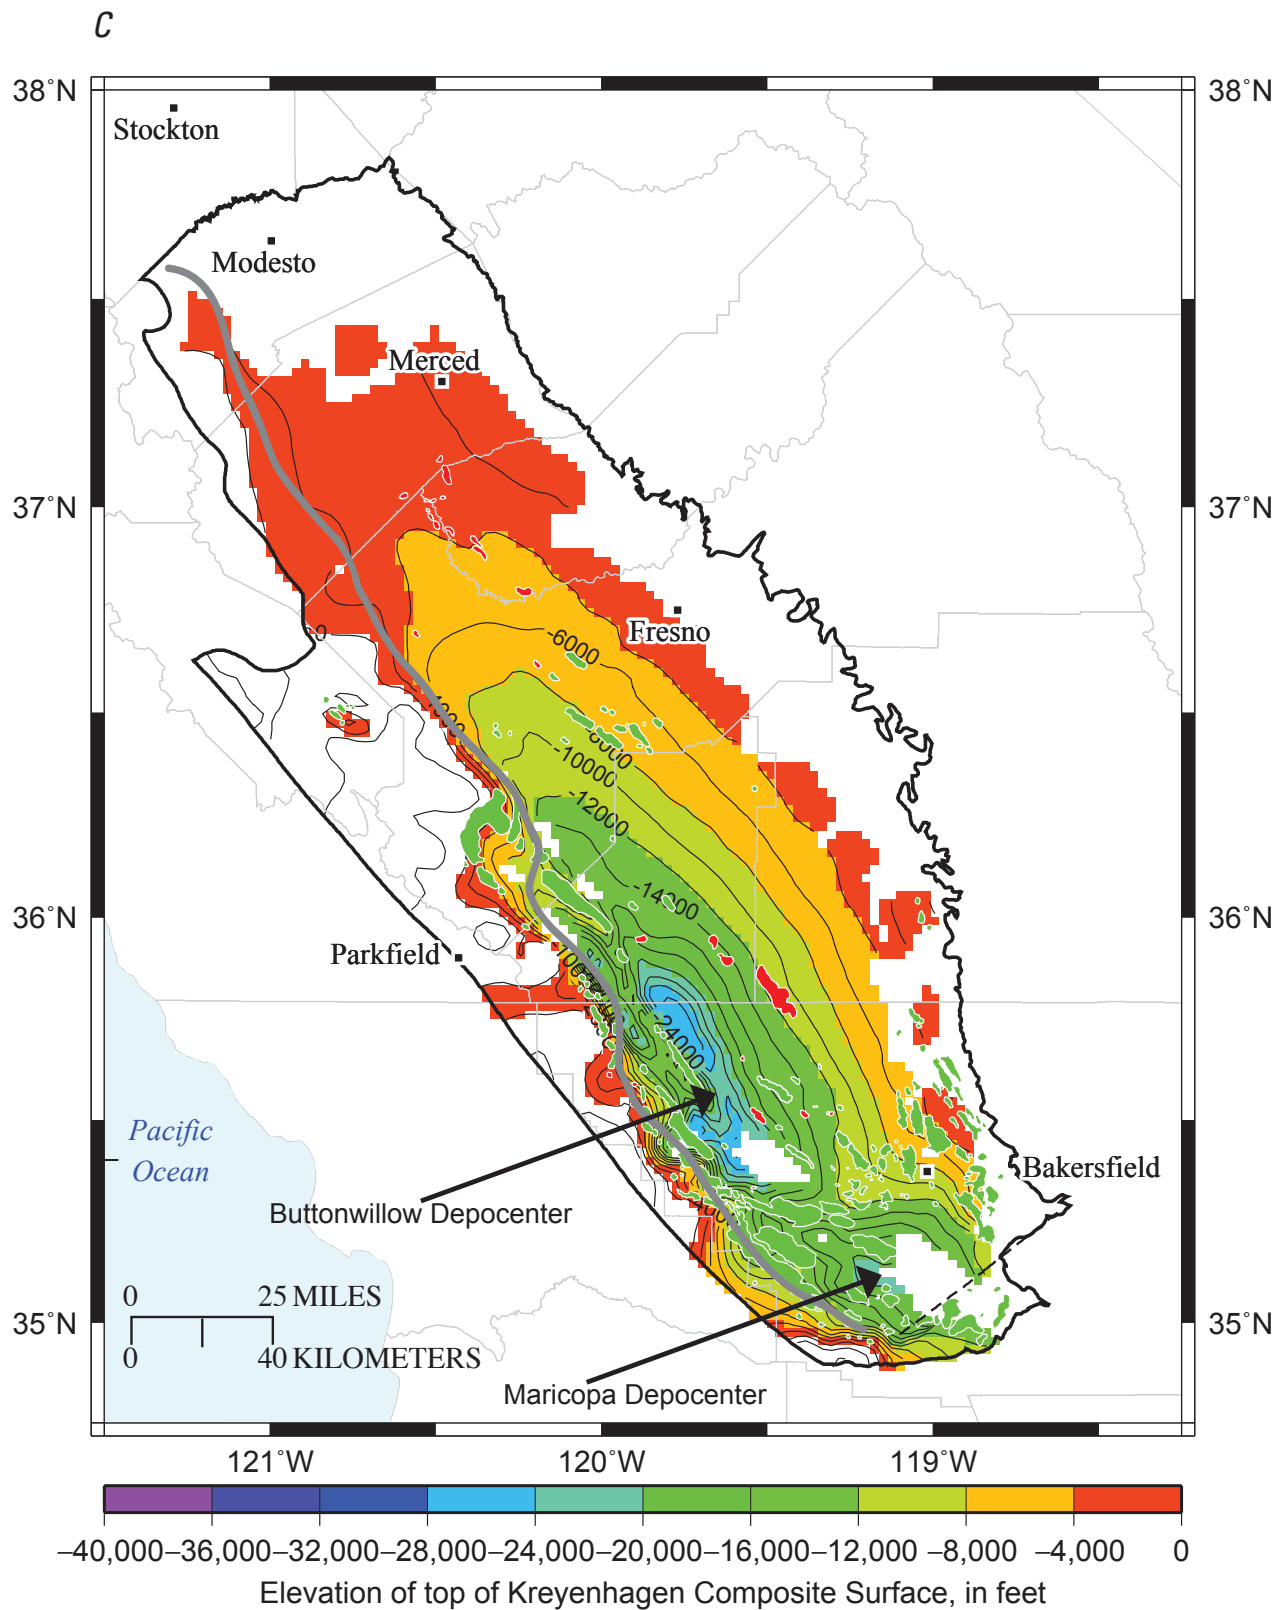 C
38°N
38°N
Stockton
Modesto
Merced
37°N
37°N
Fresno
-6000
-10000
-12000
-14000
36°N
36°N
Parkfield
-24000
Pacific
Ocean
Bakersfield
Buttonwillow Depocenter
0 25 MILES
0 40 KILOMETERS
35°N
35°N
Maricopa Depocenter
121°W
120°W
119°W
–40,000 –36,000 –32,000 –28,000 –24,000 –20,000 –16,000 –12,000 –8,000 –4,000 0
Elevation of top of Kreyenhagen Composite Surface, in feet